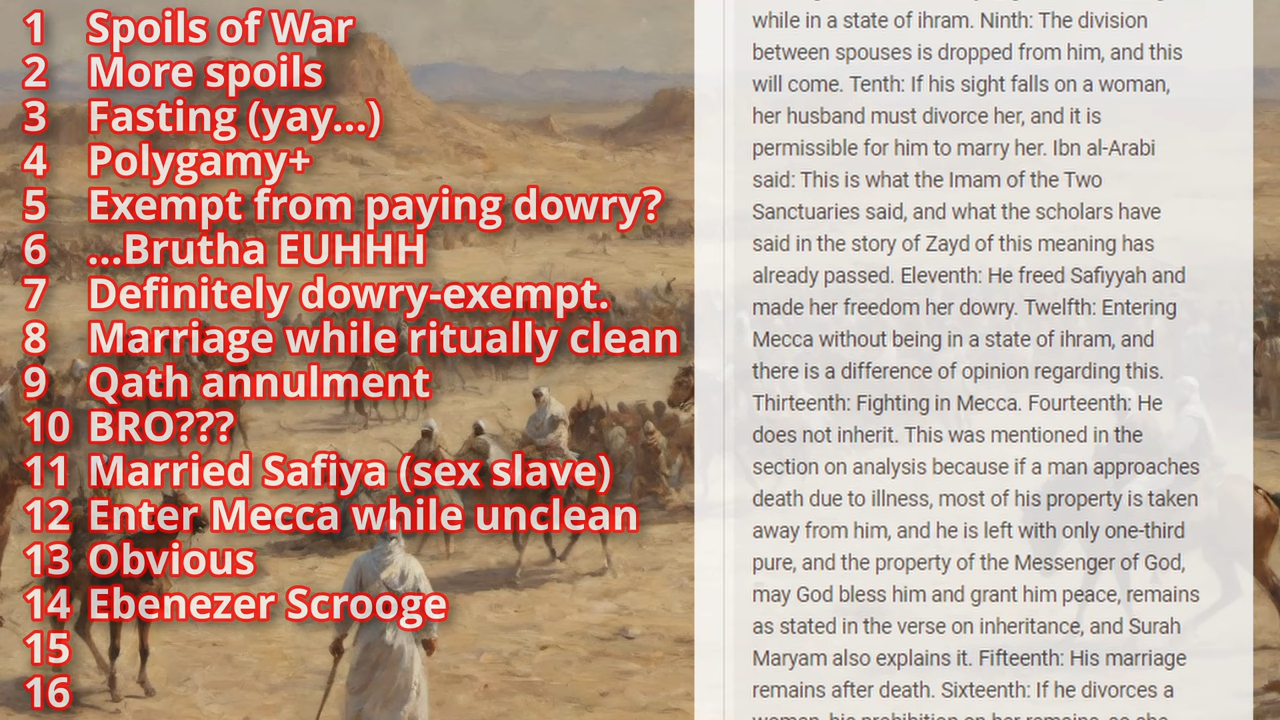 1 Spoils of War
2 More spoils
3 Fasting (yay...)
4 Polygamy+
5 Exempt from paying dowry?
6 ...Brutha EUHHH
7 Definitely dowry-exempt.
8 Marriage while ritually clean
9 Qath annulment
10 BRO???
11 Married Safiya (sex slave)
12 Enter Mecca while unclean
13 Obvious
14 Ebenezer Scrooge
15
16
while in a state of ihram. Ninth: The division
between spouses is dropped from him, and this
will come. Tenth: If his sight falls on a woman,
her husband must divorce her, and it is
permissible for him to marry her. Ibn al-Arabi
said: This is what the Imam of the Two
Sanctuaries said, and what the scholars have
said in the story of Zayd of this meaning has
already passed. Eleventh: He freed Safiyyah and
made her freedom her dowry. Twelfth: Entering
Mecca without being in a state of ihram, and
there is a difference of opinion regarding this.
Thirteenth: Fighting in Mecca. Fourteenth: He
does not inherit. This was mentioned in the
section on analysis because if a man approaches
death due to illness, most of his property is taken
away from him, and he is left with only one-third
pure, and the property of the Messenger of God,
may God bless him and grant him peace, remains
as stated in the verse on inheritance, and Surah
Maryam also explains it. Fifteenth: His marriage
remains after death. Sixteenth: If he divorces a